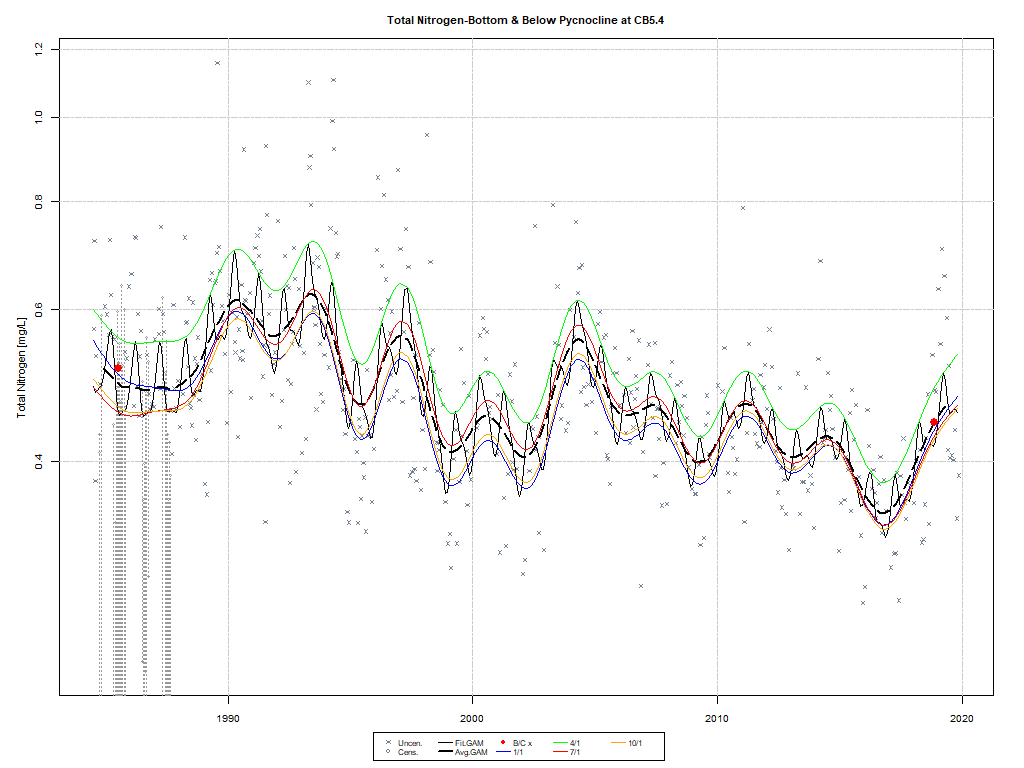 Total Nitrogen-Bottom & Below Pycnocline at CB5.4
Total Nitrogen [mg/L]
1.2
1.0
0.8
0.6
0.4
1990 2000 2010 2020
Uncen. Fit.GAM B/C x 4/1 10/1
Cens. Avg.GAM 1/1 7/1